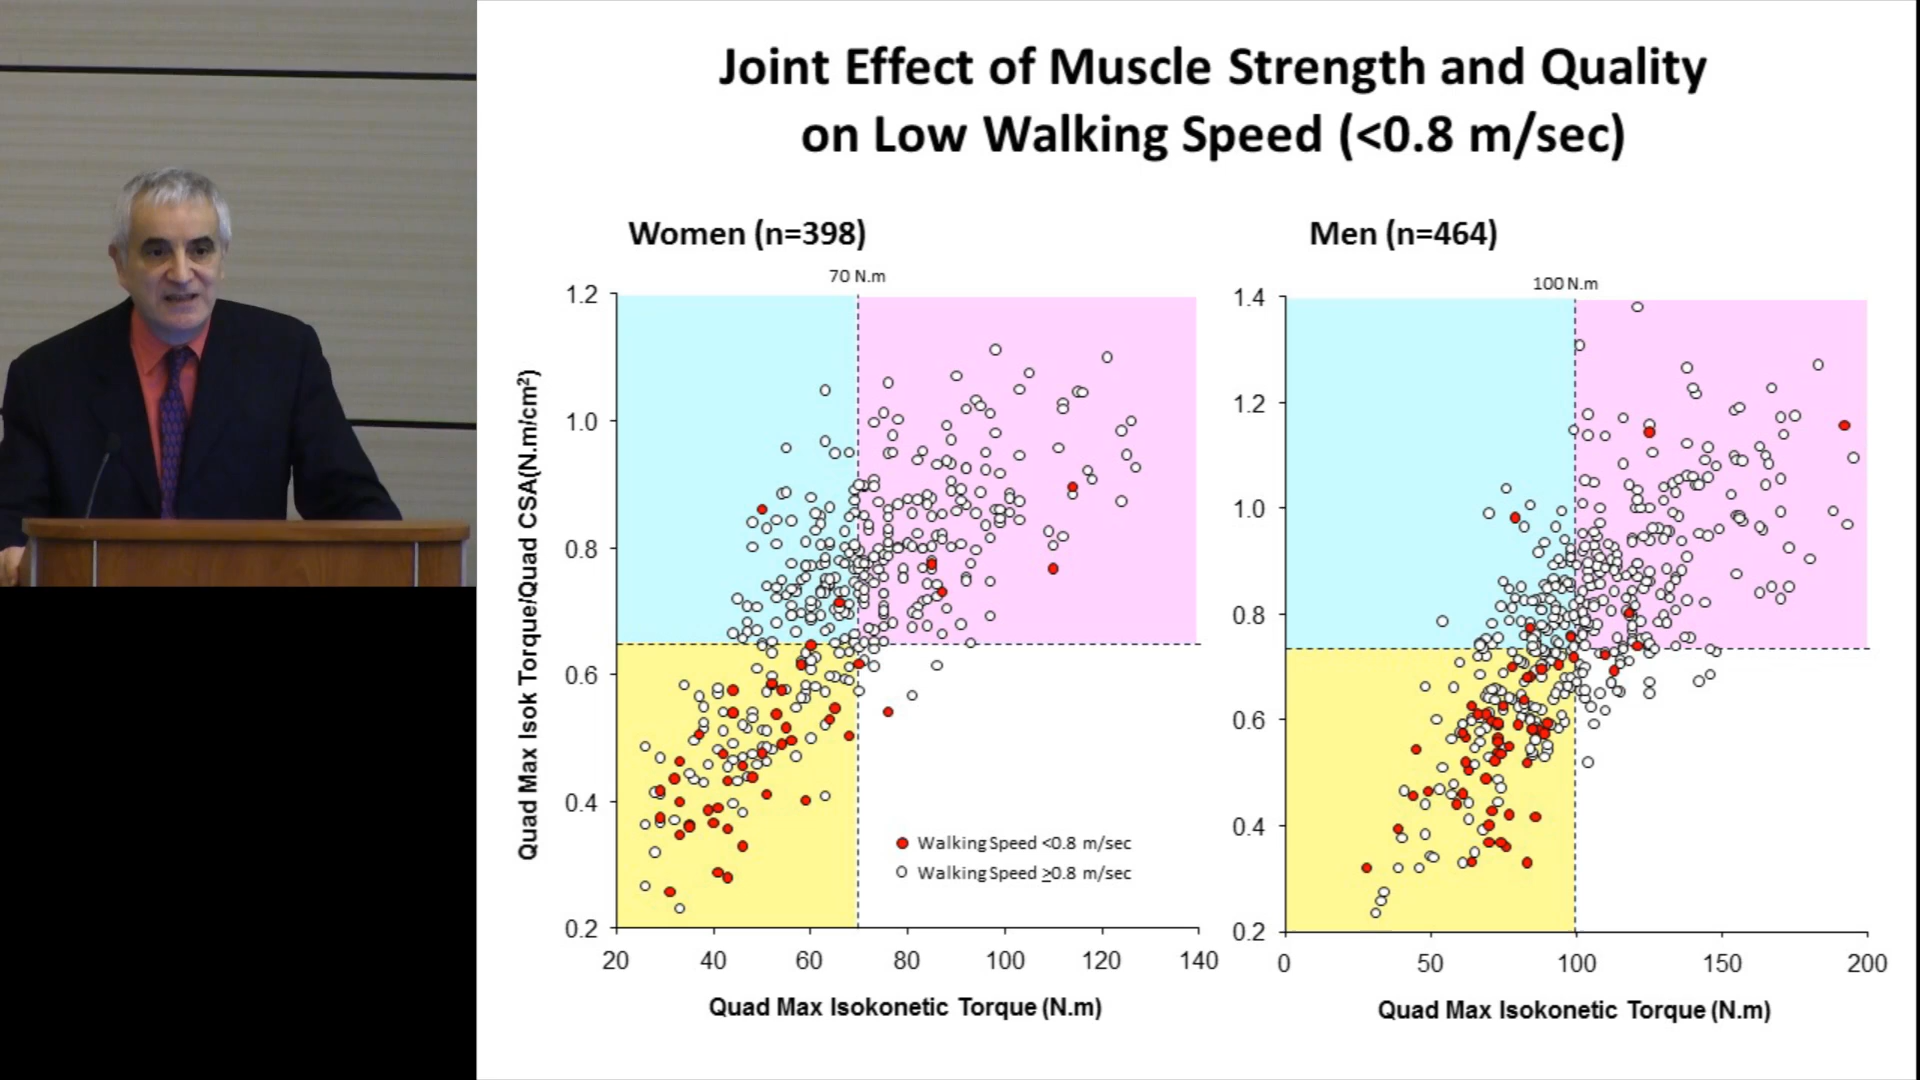 Joint Effect of Muscle Strength and Quality
on Low Walking Speed (<0.8 m/sec)
Women (n=398)
70 N.m
1.2
1.0
0.8
0.6
0.4
0.2
20 40 60 80 100 120 140
Quad Max Isok Torque/Quad CSA(N.m/cm²)
Quad Max Isokonetic Torque (N.m)
Walking Speed <0.8 m/sec
Walking Speed ≥0.8 m/sec
Men (n=464)
100 N.m
1.4
1.2
1.0
0.8
0.6
0.4
0.2
0 50 100 150 200
Quad Max Isokonetic Torque (N.m)